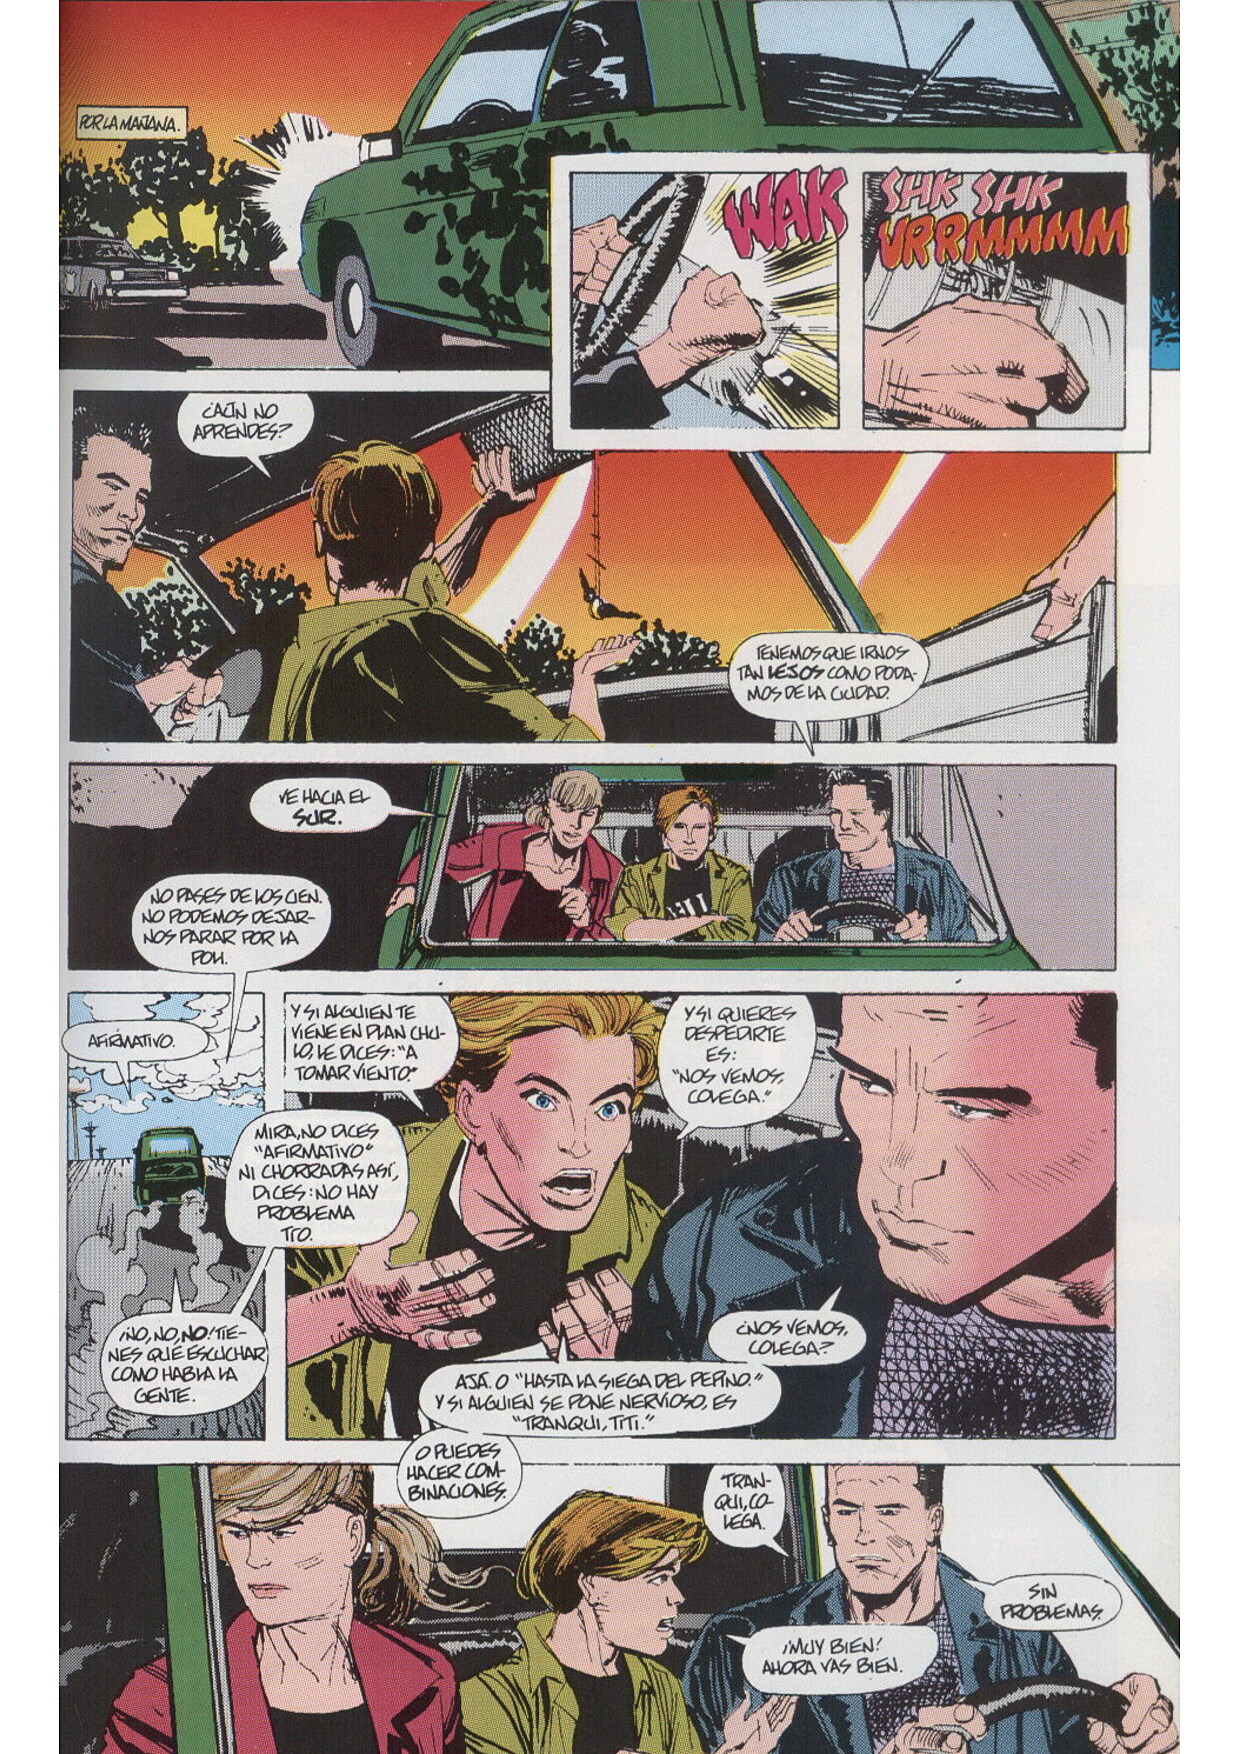 POR LA MAÑANA.
WAK
SHK SHK
VRRMMMMM
¿AÚN NO
APRENDES?
TENEMOS QUE IRNOS
TAN LEJOS COMO PODA-
MOS DE LA CIUDAD.
VE HACIA EL
SUR.
NO PASES DE LOS CIEN.
NO PODEMOS DEJAR-
NOS PARAR POR LA
POLI.
AFIRMATIVO.
¡NO, NO, NO! TIE-
NES QUE ESCUCHAR
COMO HABLA LA
GENTE.
MIRA, NO DICES
"AFIRMATIVO"
NI CHORRADAS ASÍ,
DICES: NO HAY
PROBLEMA
TÍO.
Y SI ALGUIEN TE
VIENE EN PLAN CHU-
LO, LE DICES: "A
TOMAR VIENTO."
Y SI QUIERES
DESPEDIRTE
ES:
"NOS VEMOS,
COLEGA."
¿NOS VEMOS,
COLEGA?
AJÁ. O "HASTA LA SIEGA DEL PEPINO."
Y SI ALGUIEN SE PONE NERVIOSO, ES
"TRANQUI, TITI."
O PUEDES
HACER COM-
BINACIONES.
TRAN-
QUI, CO-
LEGA.
SIN
PROBLEMAS.
¡MUY BIEN!
AHORA VAS BIEN.